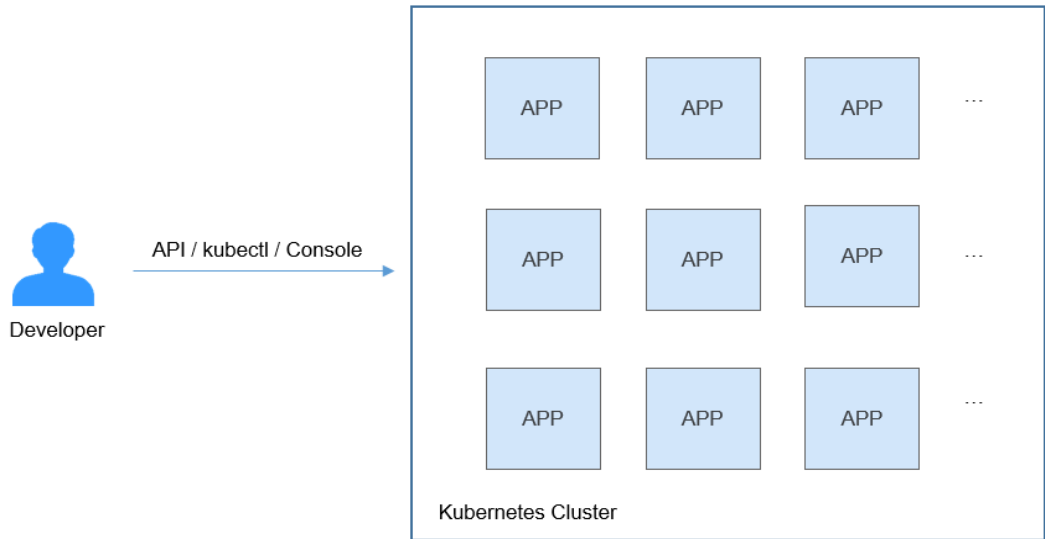 APP APP APP ...
API / kubectl / Console
APP APP APP ...
Developer
APP APP APP ...
Kubernetes Cluster